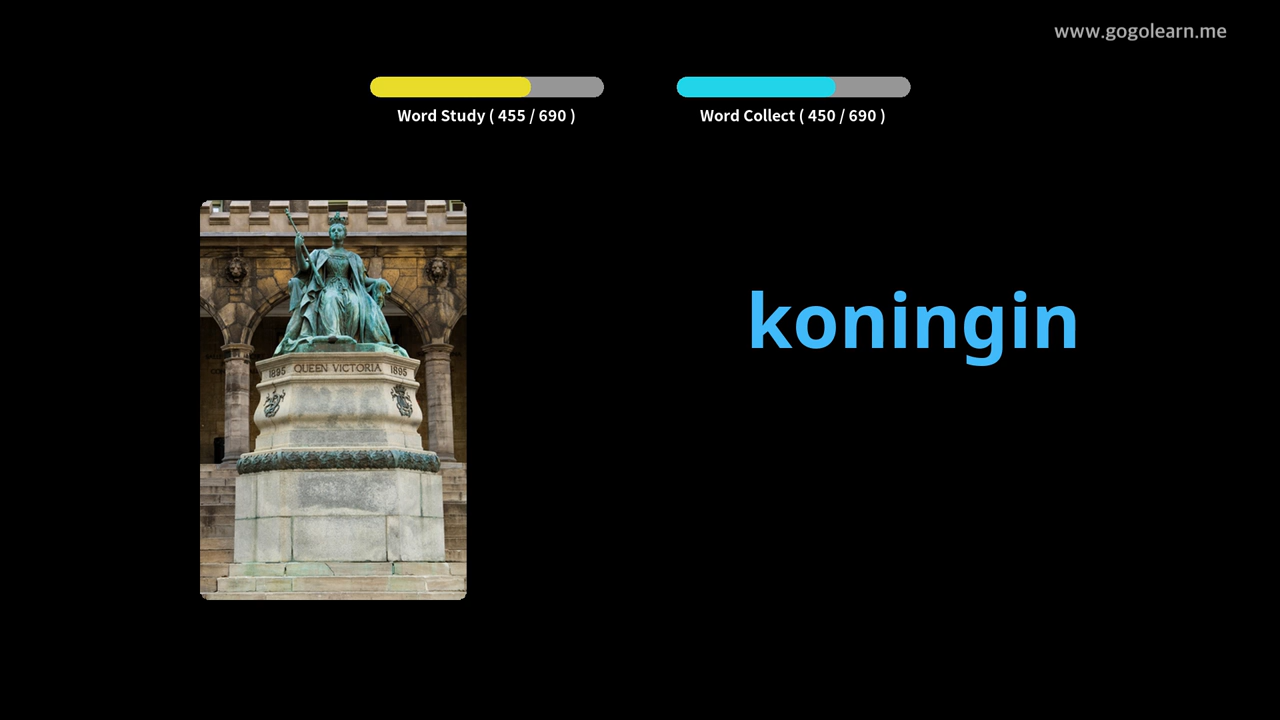 www.gogolearn.me
Word Study ( 455 / 690 )
Word Collect ( 450 / 690 )
koningin
1895 QUEEN VICTORIA 1895